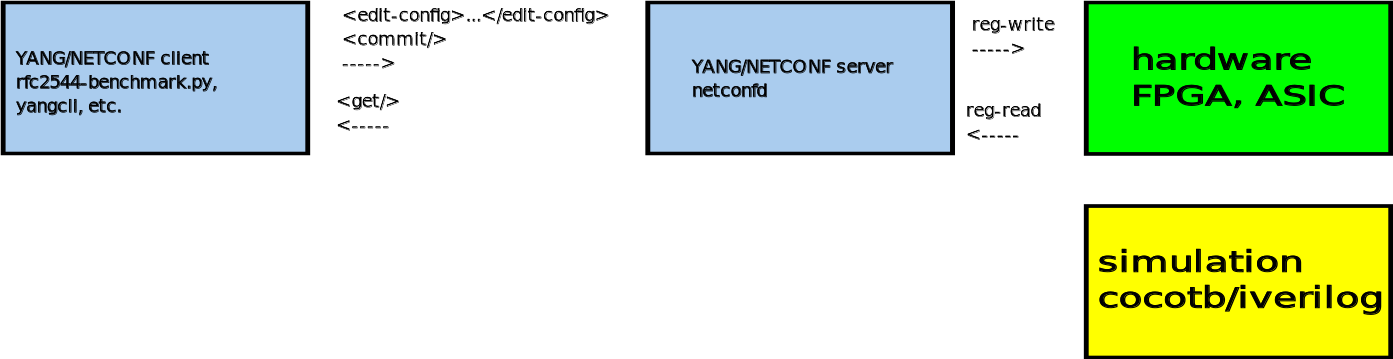 YANG/NETCONF client
rfc2544-benchmark.py,
yangcli, etc.
<edit-config>...</edit-config>
<commit/>
----->
<get/>
<-----
YANG/NETCONF server
netconfd
reg-write
----->
reg-read
<-----
hardware
FPGA, ASIC
simulation
cocotb/iverilog